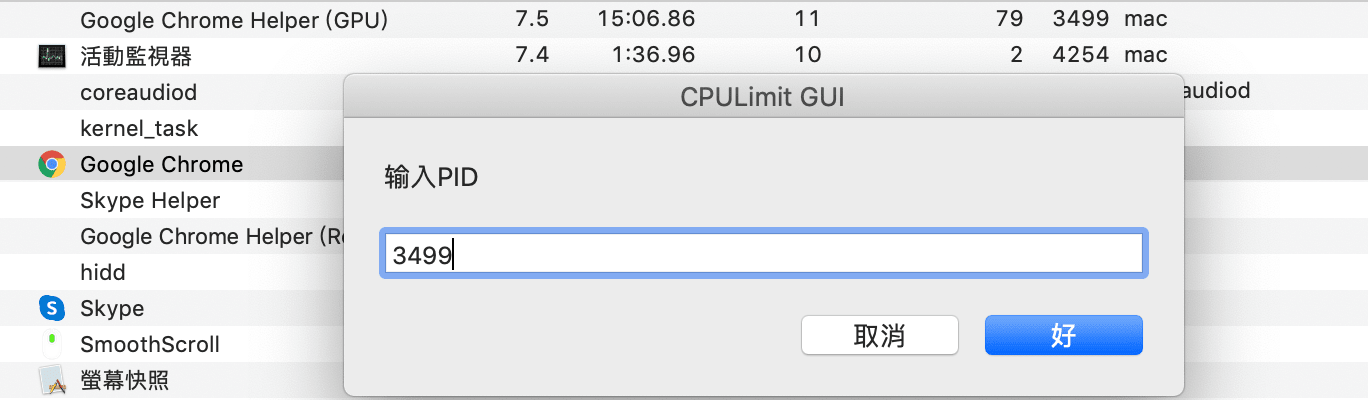 Google Chrome Helper (GPU) 7.5 15:06.86 11 79 3499 mac
活動監視器 7.4 1:36.96 10 2 4254 mac
CPULimit GUI
coreaudiod audiod
kernel_task
Google Chrome
输入PID
Skype Helper
Google Chrome Helper (Re
3499
hidd
Skype
取消 好
SmoothScroll
螢幕快照